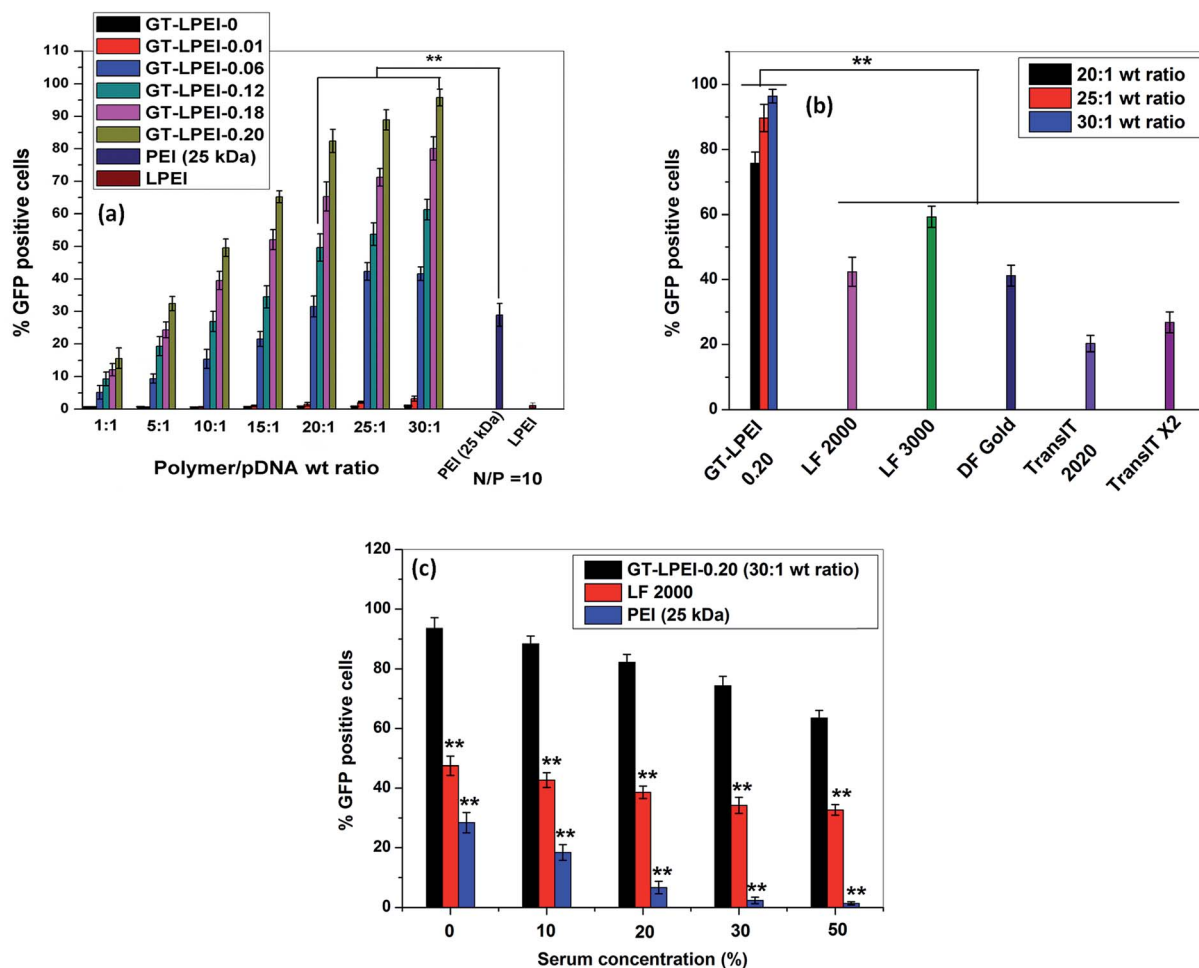 GT-LPEI-0
GT-LPEI-0.01
GT-LPEI-0.06
GT-LPEI-0.12
GT-LPEI-0.18
GT-LPEI-0.20
PEI (25 kDa)
LPEI
(a)
**
110
100
90
80
70
60
50
40
30
20
10
0
% GFP positive cells
1:1 5:1 10:1 15:1 20:1 25:1 30:1 PEI (25 kDa) LPEI
Polymer/pDNA wt ratio
N/P =10
(b)
**
20:1 wt ratio
25:1 wt ratio
30:1 wt ratio
100
80
60
40
20
0
% GFP positive cells
GT-LPEI
0.20
LF 2000
LF 3000
DF Gold
TransIT
2020
TransIT X2
(c)
GT-LPEI-0.20 (30:1 wt ratio)
LF 2000
PEI (25 kDa)
120
100
80
60
40
20
0
% GFP positive cells
** ** ** ** **
** ** ** ** **
0 10 20 30 50
Serum concentration (%)